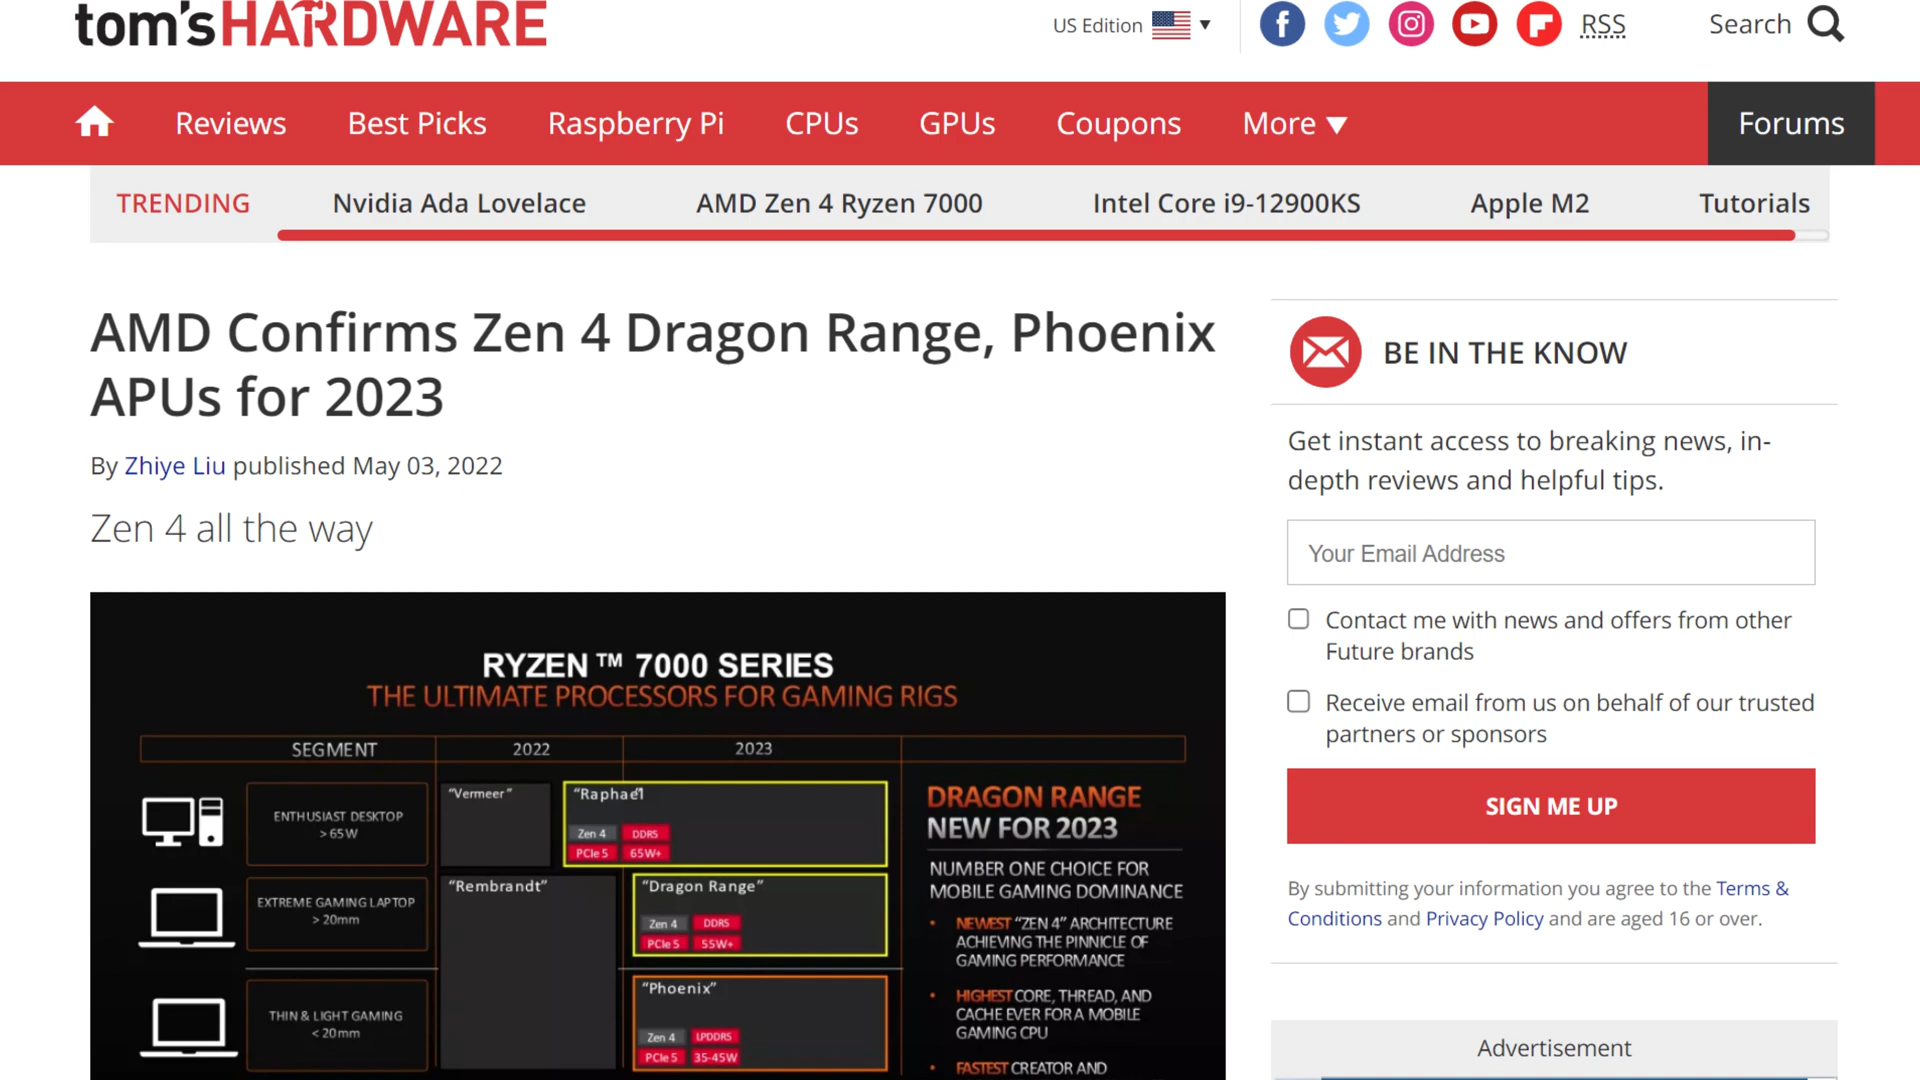 tom'sHARDWARE
US Edition
RSS
Search
Reviews
Best Picks
Raspberry Pi
CPUs
GPUs
Coupons
More
Forums
TRENDING
Nvidia Ada Lovelace
AMD Zen 4 Ryzen 7000
Intel Core i9-12900KS
Apple M2
Tutorials
AMD Confirms Zen 4 Dragon Range, Phoenix
APUs for 2023
By Zhiye Liu published May 03, 2022
Zen 4 all the way
RYZEN™ 7000 SERIES
THE ULTIMATE PROCESSORS FOR GAMING RIGS
SEGMENT
2022
2023
ENTHUSIAST DESKTOP
> 65W
"Vermeer"
"Raphael"
Zen 4
DDR5
PCIe 5
65W+
EXTREME GAMING LAPTOP
> 20mm
"Rembrandt"
"Dragon Range"
Zen 4
DDR5
PCIe 5
55W+
THIN & LIGHT GAMING
< 20mm
"Phoenix"
Zen 4
LPDDR5
PCIe 5
35-45W
DRAGON RANGE
NEW FOR 2023
NUMBER ONE CHOICE FOR
MOBILE GAMING DOMINANCE
• NEWEST "ZEN 4" ARCHITECTURE
ACHIEVING THE PINNICLE OF
GAMING PERFORMANCE
• HIGHEST CORE, THREAD, AND
CACHE EVER FOR A MOBILE
GAMING CPU
• FASTEST CREATOR AND
BE IN THE KNOW
Get instant access to breaking news, in-
depth reviews and helpful tips.
Your Email Address
Contact me with news and offers from other
Future brands
Receive email from us on behalf of our trusted
partners or sponsors
SIGN ME UP
By submitting your information you agree to the Terms &
Conditions and Privacy Policy and are aged 16 or over.
Advertisement